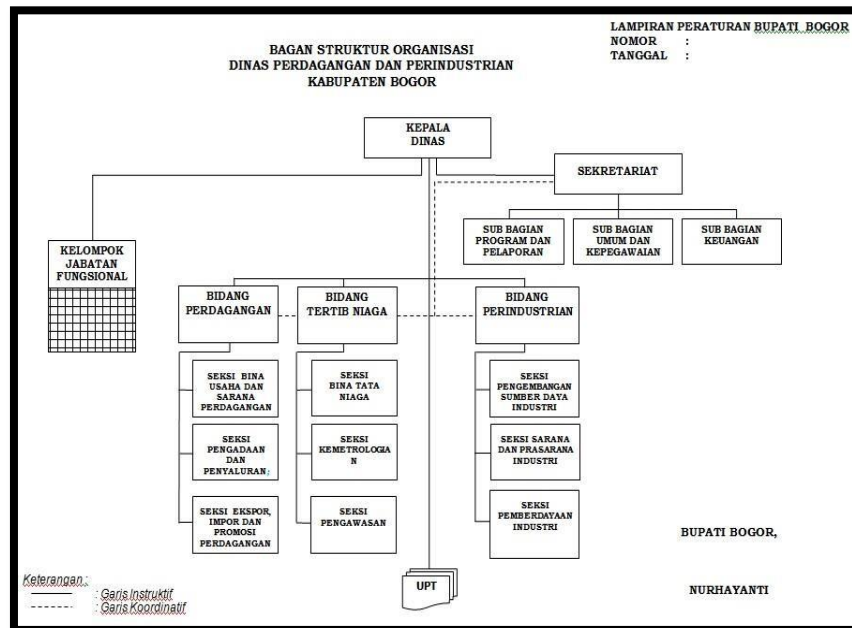 LAMPIRAN PERATURAN BUPATI BOGOR
NOMOR :
TANGGAL :
BAGAN STRUKTUR ORGANISASI
DINAS PERDAGANGAN DAN PERINDUSTRIAN
KABUPATEN BOGOR
KEPALA
DINAS
SEKRETARIAT
SUB BAGIAN
PROGRAM DAN
PELAPORAN
SUB BAGIAN
UMUM DAN
KEPEGAWAIAN
SUB BAGIAN
KEUANGAN
KELOMPOK
JABATAN
FUNGSIONAL
BIDANG
PERDAGANGAN
BIDANG
TERTIB NIAGA
BIDANG
PERINDUSTRIAN
SEKSI BINA
USAHA DAN
SARANA
PERDAGANGAN
SEKSI
BINA TATA
NIAGA
SEKSI
PENGEMBANGAN
SUMBER DAYA
INDUSTRI
SEKSI
PENGADAAN
DAN
PENYALURAN;
SEKSI
KEMETROLOGIA
N
SEKSI SARANA
DAN PRASARANA
INDUSTRI
SEKSI EKSPOR,
IMPOR DAN
PROMOSI
PERDAGANGAN
SEKSI
PENGAWASAN
SEKSI
PEMBERDAYAAN
INDUSTRI
BUPATI BOGOR,
Keterangan :
: Garis Instruktif
: Garis Koordinatif
UPT
NURHAYANTI